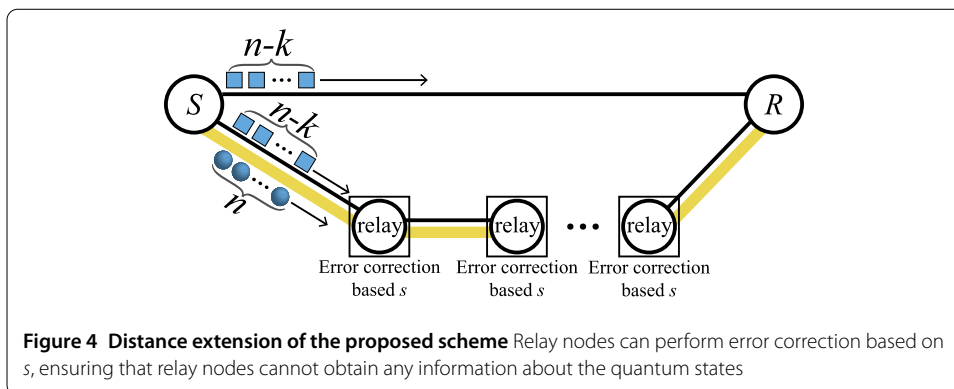 n-k
S
R
n-k
n
relay
relay
relay
Error correction based s
Error correction based s
Error correction based s
Figure 4 Distance extension of the proposed scheme Relay nodes can perform error correction based on
s, ensuring that relay nodes cannot obtain any information about the quantum states